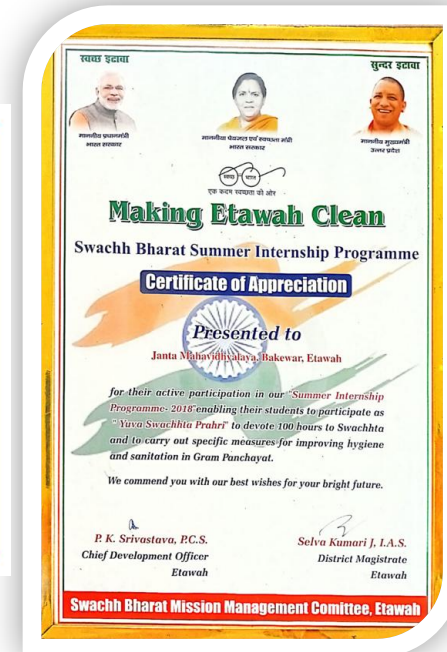 स्वच्छ इटावा
सुन्दर इटावा
माननीय प्रधानमंत्री
भारत सरकार
माननीय पेयजल एवं स्वच्छता मंत्री
भारत सरकार
माननीय मुख्यमंत्री
उत्तर प्रदेश
स्वच्छ भारत
एक कदम स्वच्छता की ओर
Making Etawah Clean
Swachh Bharat Summer Internship Programme
Certificate of Appreciation
Presented to
Janta Mahavidhyalaya, Bakewar, Etawah
for their active participation in our "Summer Internship
Programme- 2018"enabling their students to participate as
" Yuva Swachhta Prahri" to devote 100 hours to Swachhta
and to carry out specific measures for improving hygiene
and sanitation in Gram Panchayat.
We commend you with our best wishes for your bright future.
P. K. Srivastava, P.C.S.
Chief Development Officer
Etawah
Selva Kumari J, I.A.S.
District Magistrate
Etawah
Swachh Bharat Mission Management Comittee, Etawah